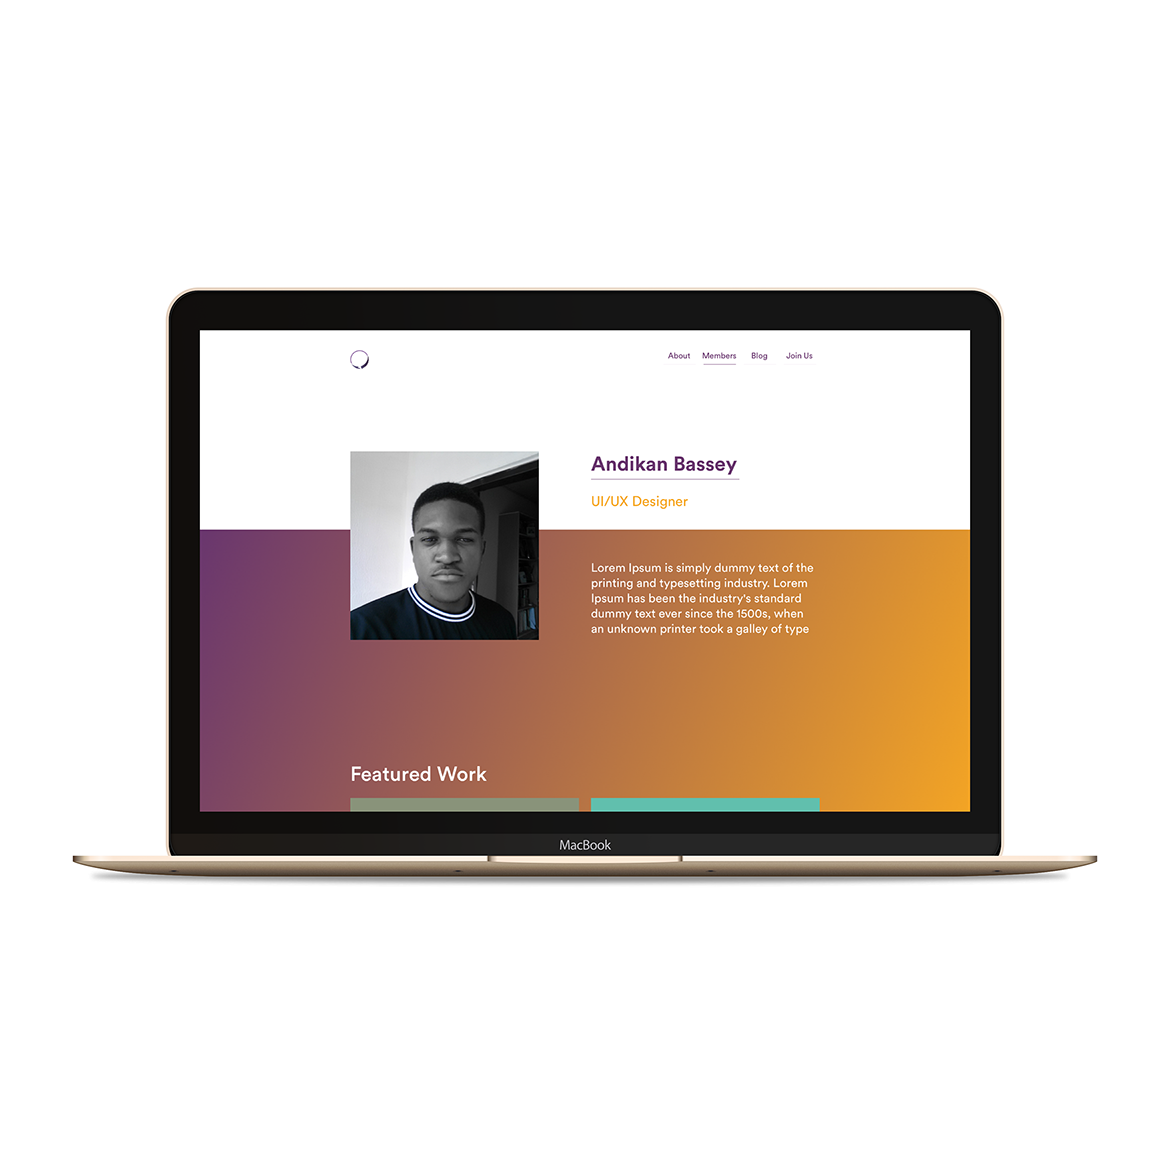 About Members Blog Join Us
Andikan Bassey
UI/UX Designer
Lorem Ipsum is simply dummy text of the
printing and typesetting industry. Lorem
Ipsum has been the industry's standard
dummy text ever since the 1500s, when
an unknown printer took a galley of type
Featured Work
MacBook